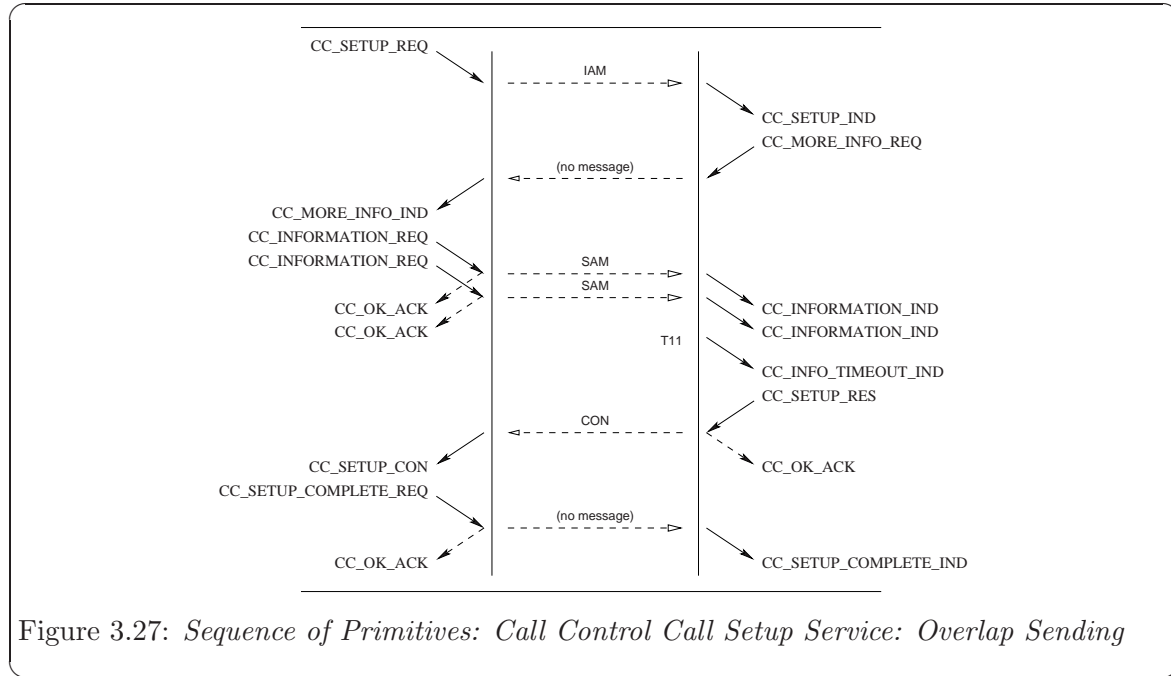 CC_SETUP_REQ
IAM
CC_SETUP_IND
CC_MORE_INFO_REQ
(no message)
CC_MORE_INFO_IND
CC_INFORMATION_REQ
CC_INFORMATION_REQ
SAM
SAM
CC_OK_ACK
CC_INFORMATION_IND
CC_OK_ACK
CC_INFORMATION_IND
T11
CC_INFO_TIMEOUT_IND
CC_SETUP_RES
CON
CC_SETUP_CON
CC_OK_ACK
CC_SETUP_COMPLETE_REQ
(no message)
CC_OK_ACK
CC_SETUP_COMPLETE_IND
Figure 3.27: Sequence of Primitives: Call Control Call Setup Service: Overlap Sending